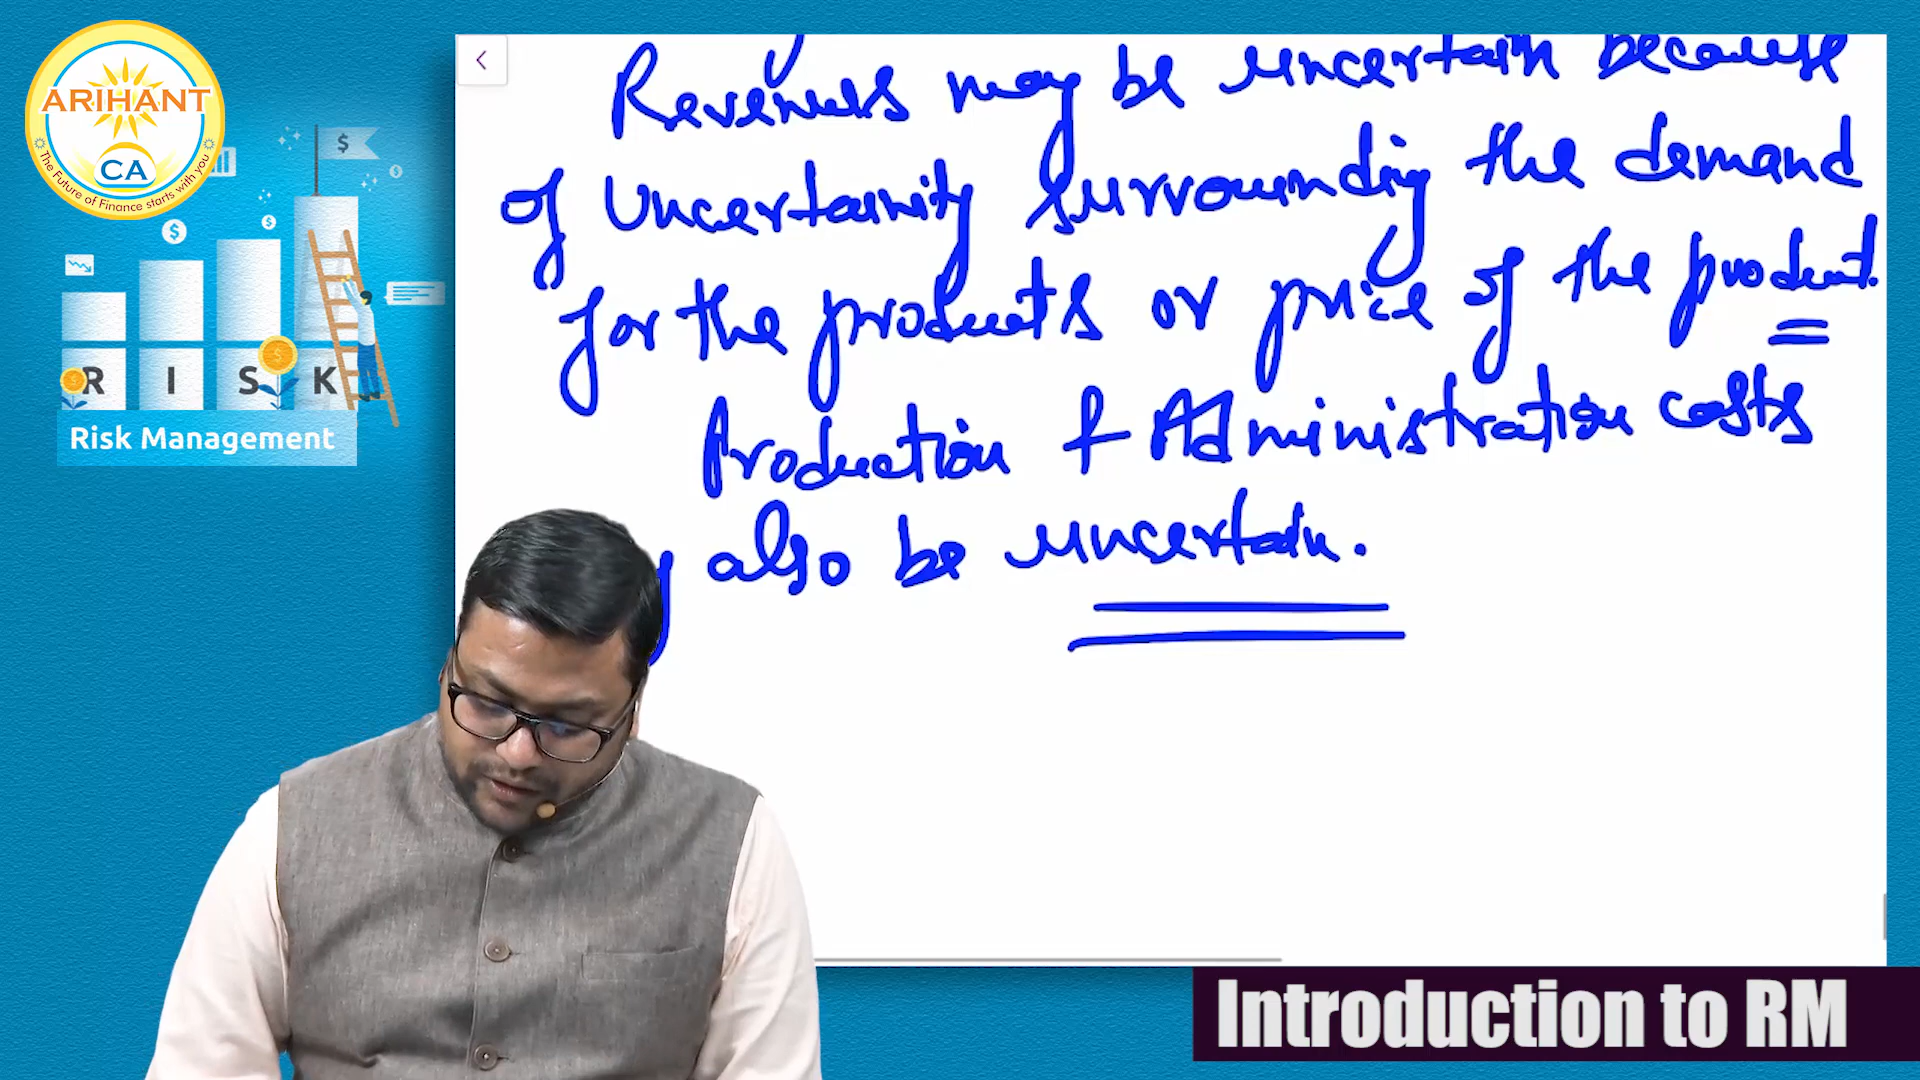 ARIHANT
CA
The Future of Finance starts with you
$
$
$
$
$
R I S K
Risk Management
Revenues may be uncertain because
of uncertainity surrounding the demand
for the products or price of the product.
Production & Administration costs
also be uncertain.
Introduction to RM